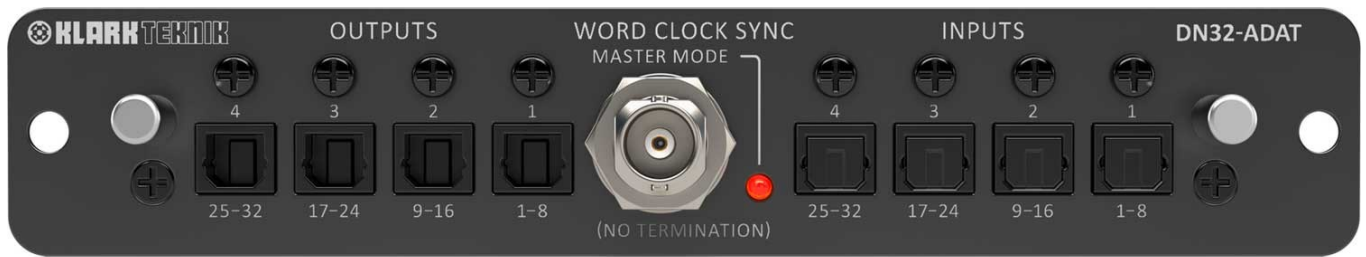 KLARK TEKNIK
OUTPUTS
WORD CLOCK SYNC
MASTER MODE
INPUTS
DN32-ADAT
4 3 2 1
4 3 2 1
25-32 17-24 9-16 1-8
25-32 17-24 9-16 1-8
(NO TERMINATION)